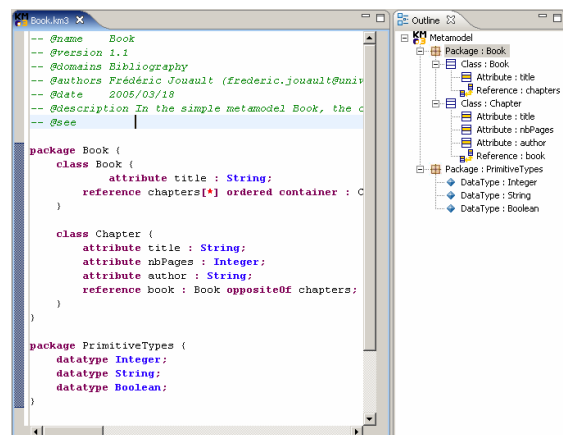 Book.km3
-- @name Book
-- @version 1.1
-- @domains Bibliography
-- @authors Frédéric Jouault (frederic.jouault@univ
-- @date 2005/03/18
-- @description In the simple metamodel Book, the c
-- @see
package Book {
class Book {
attribute title : String;
reference chapters[*] ordered container : C
}
class Chapter {
attribute title : String;
attribute nbPages : Integer;
attribute author : String;
reference book : Book oppositeOf chapters;
}
}
package PrimitiveTypes {
datatype Integer;
datatype String;
datatype Boolean;
}
Outline
Metamodel
Package : Book
Class : Book
Attribute : title
Reference : chapters
Class : Chapter
Attribute : title
Attribute : nbPages
Attribute : author
Reference : book
Package : PrimitiveTypes
DataType : Integer
DataType : String
DataType : Boolean